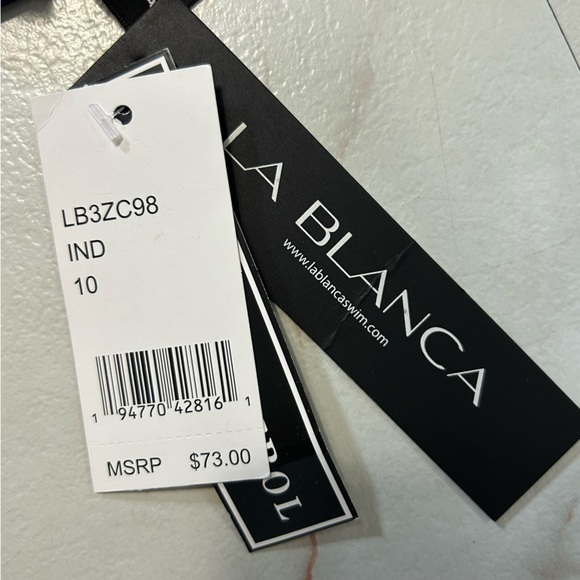 LB3ZC98
IND
10
1 94770 42816 1
MSRP $73.00
LA BLANCA
www.lablancaswim.com